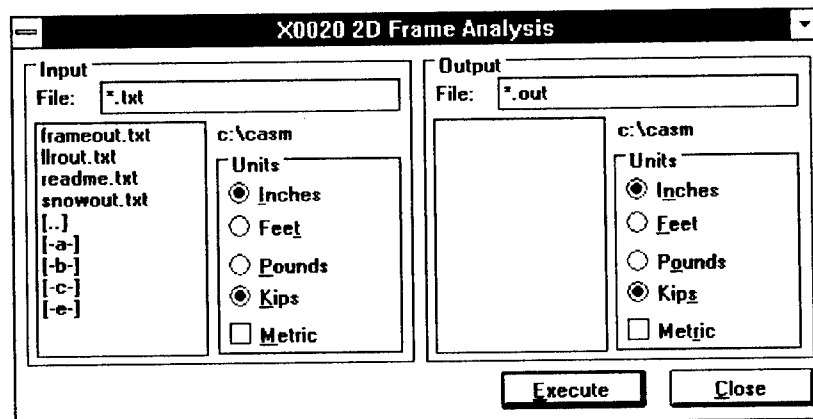 X0020 2D Frame Analysis
Input
File: *.txt
frameout.txt
llrout.txt
readme.txt
snowout.txt
[..]
[-a-]
[-b-]
[-c-]
[-e-]
c:\casm
Units
Inches
Feet
Pounds
Kips
Metric
Output
File: *.out
c:\casm
Units
Inches
Feet
Pounds
Kips
Metric
Execute
Close